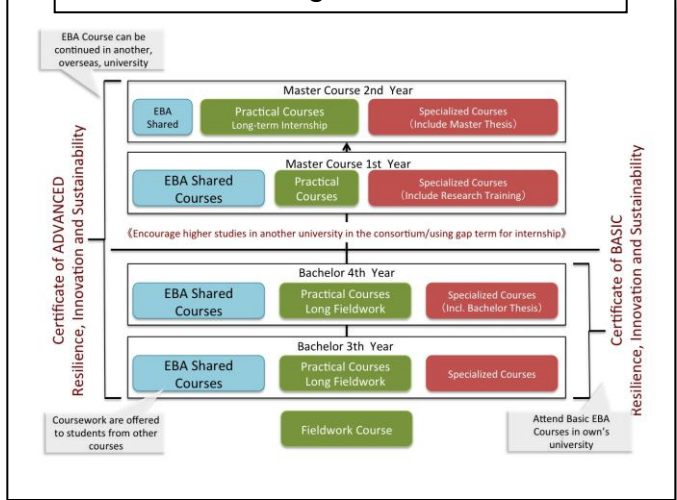 EBA Course can be
continued in another,
overseas, university
Master Course 2nd Year
EBA
Shared
Practical Courses
Long-term Internship
Specialized Courses
(Include Master Thesis)
Master Course 1st Year
EBA Shared
Courses
Practical
Courses
Specialized Courses
(Include Research Training)
《Encourage higher studies in another university in the consortium/using gap term for internship》
Bachelor 4th Year
EBA Shared
Courses
Practical Courses
Long Fieldwork
Specialized Courses
(Incl. Bachelor Thesis)
Bachelor 3th Year
EBA Shared
Courses
Practical Courses
Long Fieldwork
Specialized Courses
Coursework are offered
to students from other
courses
Fieldwork Course
Attend Basic EBA
Courses in own's
university
Certificate of ADVANCED
Resilience, Innovation and Sustainability
Certificate of BASIC
Resilience, Innovation and Sustainability